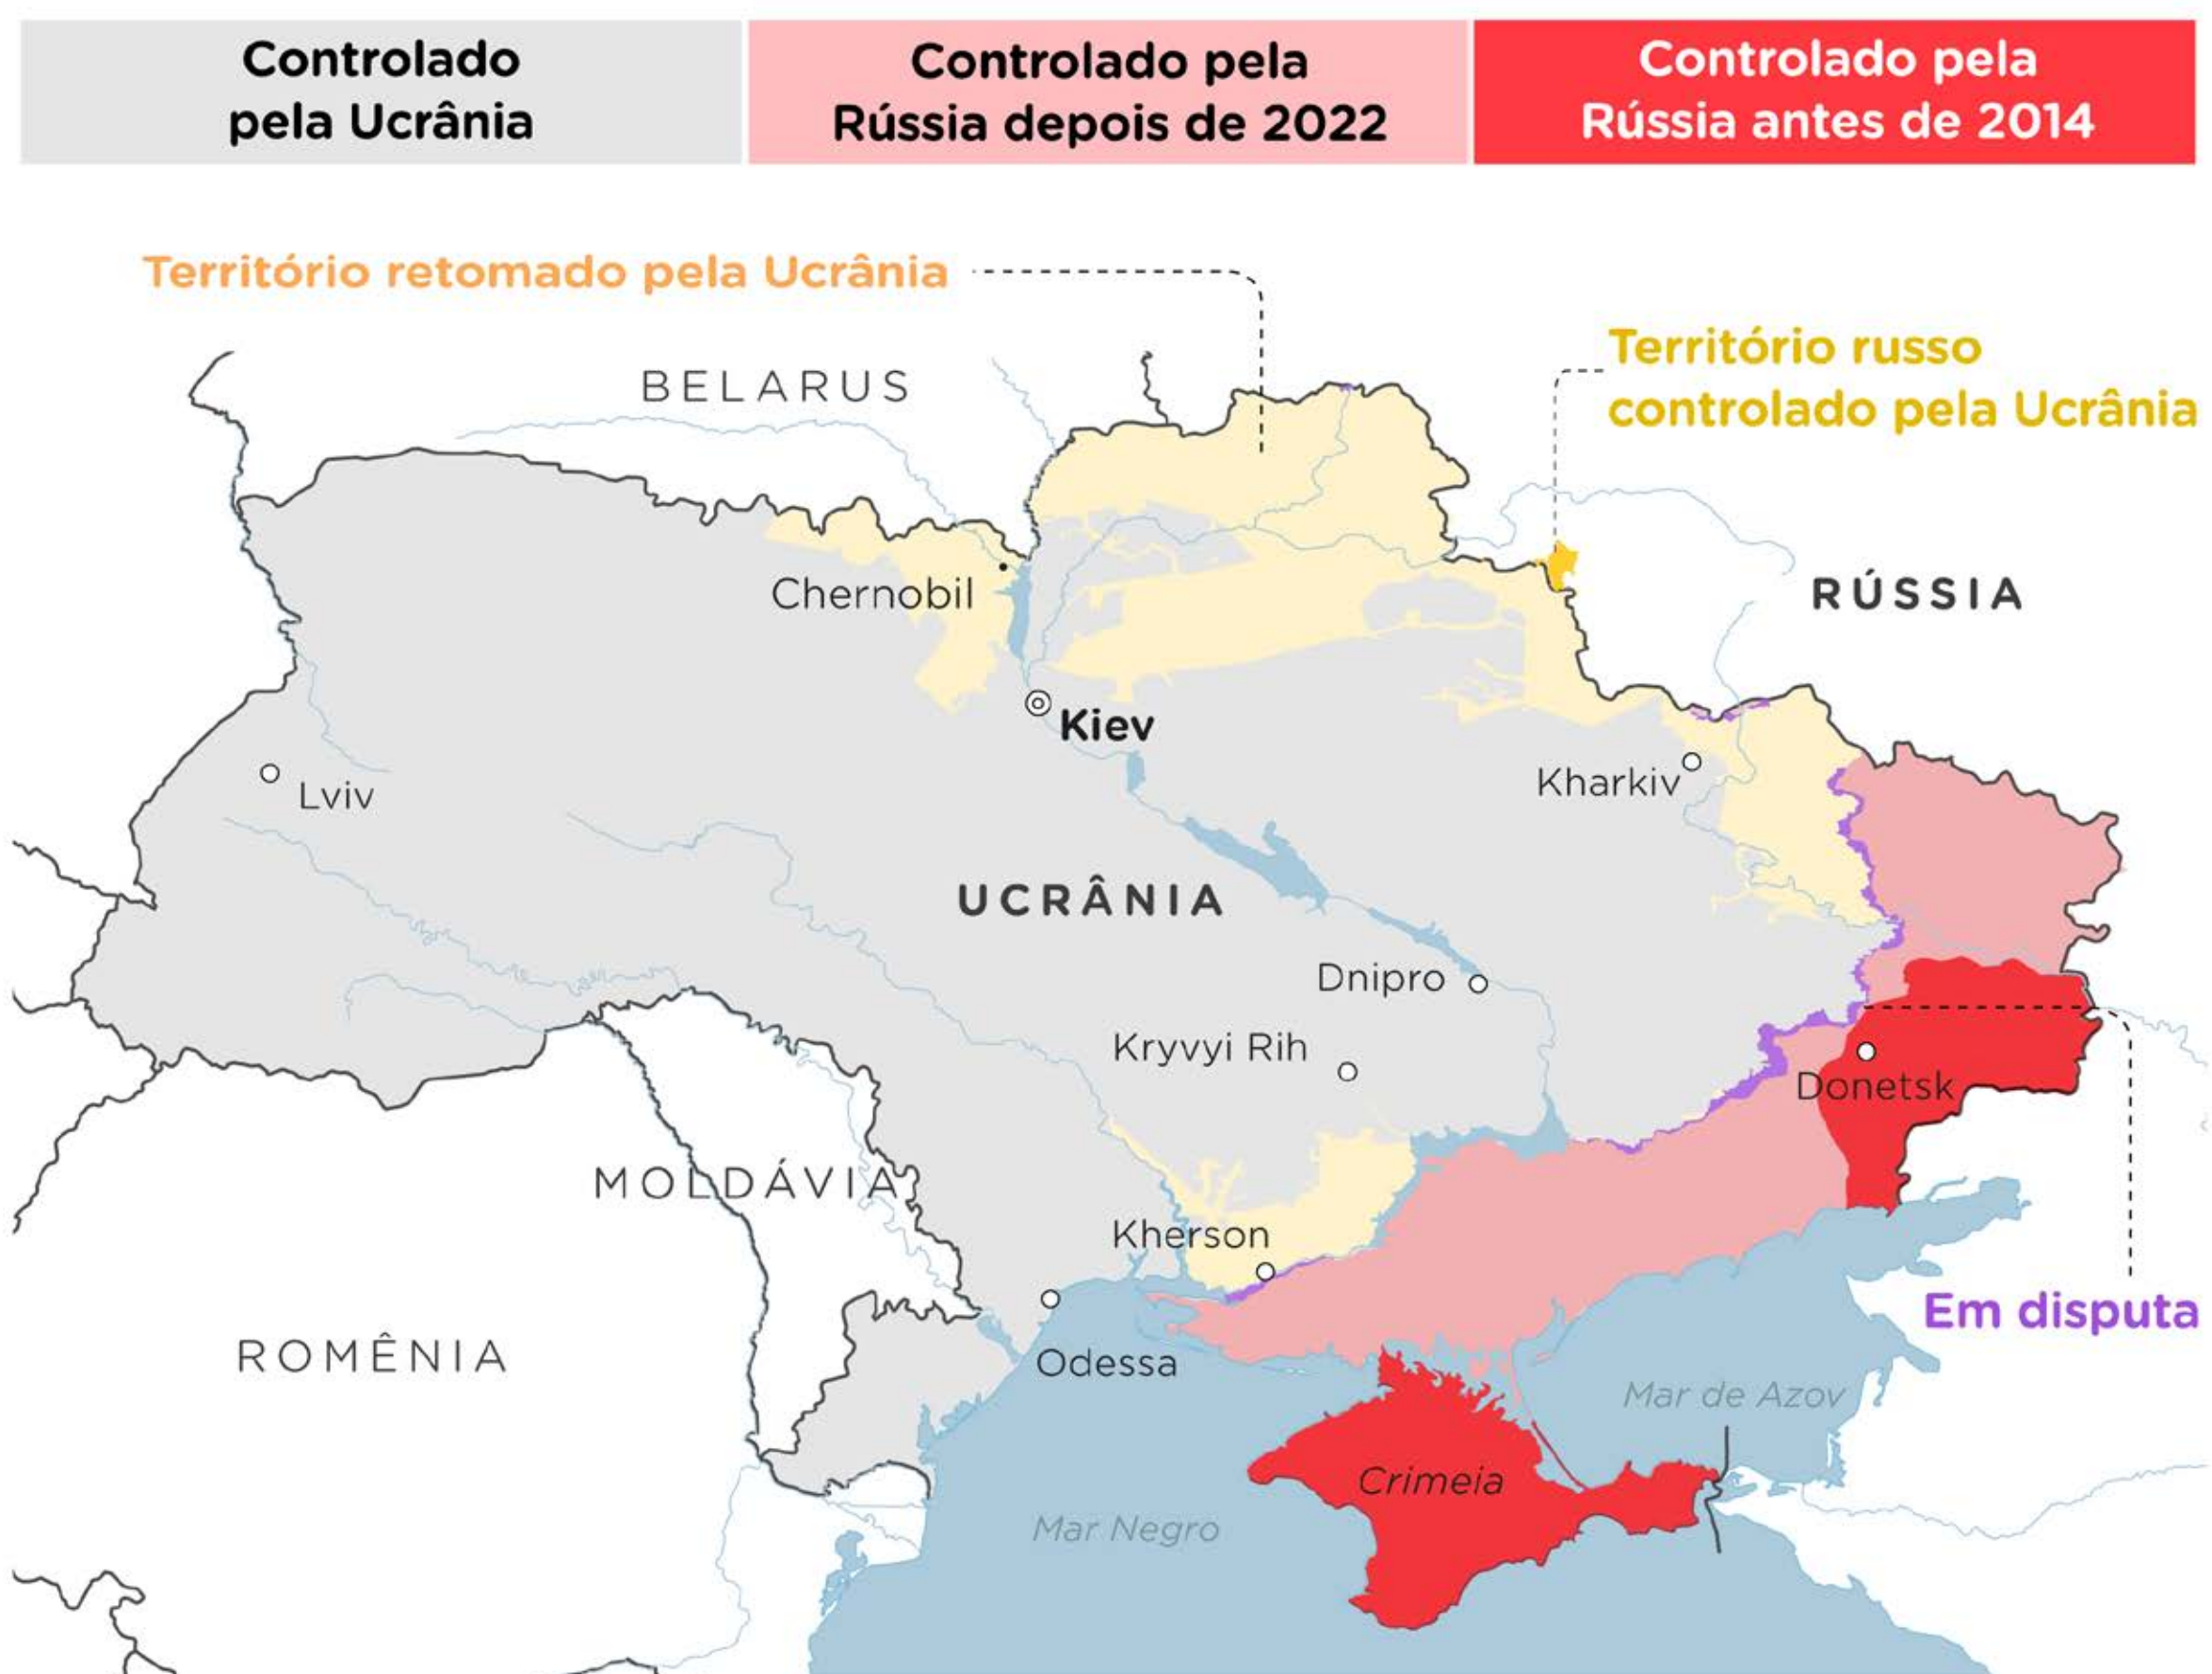 Controlado
pela Ucrânia
Controlado pela
Rússia depois de 2022
Controlado pela
Rússia antes de 2014
Território retomado pela Ucrânia
Território russo
controlado pela Ucrânia
BELARUS
RÚSSIA
Chernobil
Kiev
Lviv
Kharkiv
UCRÂNIA
Dnipro
Kryvyi Rih
Donetsk
MOLDÁVIA
Kherson
Em disputa
ROMÊNIA
Odessa
Mar de Azov
Crimeia
Mar Negro